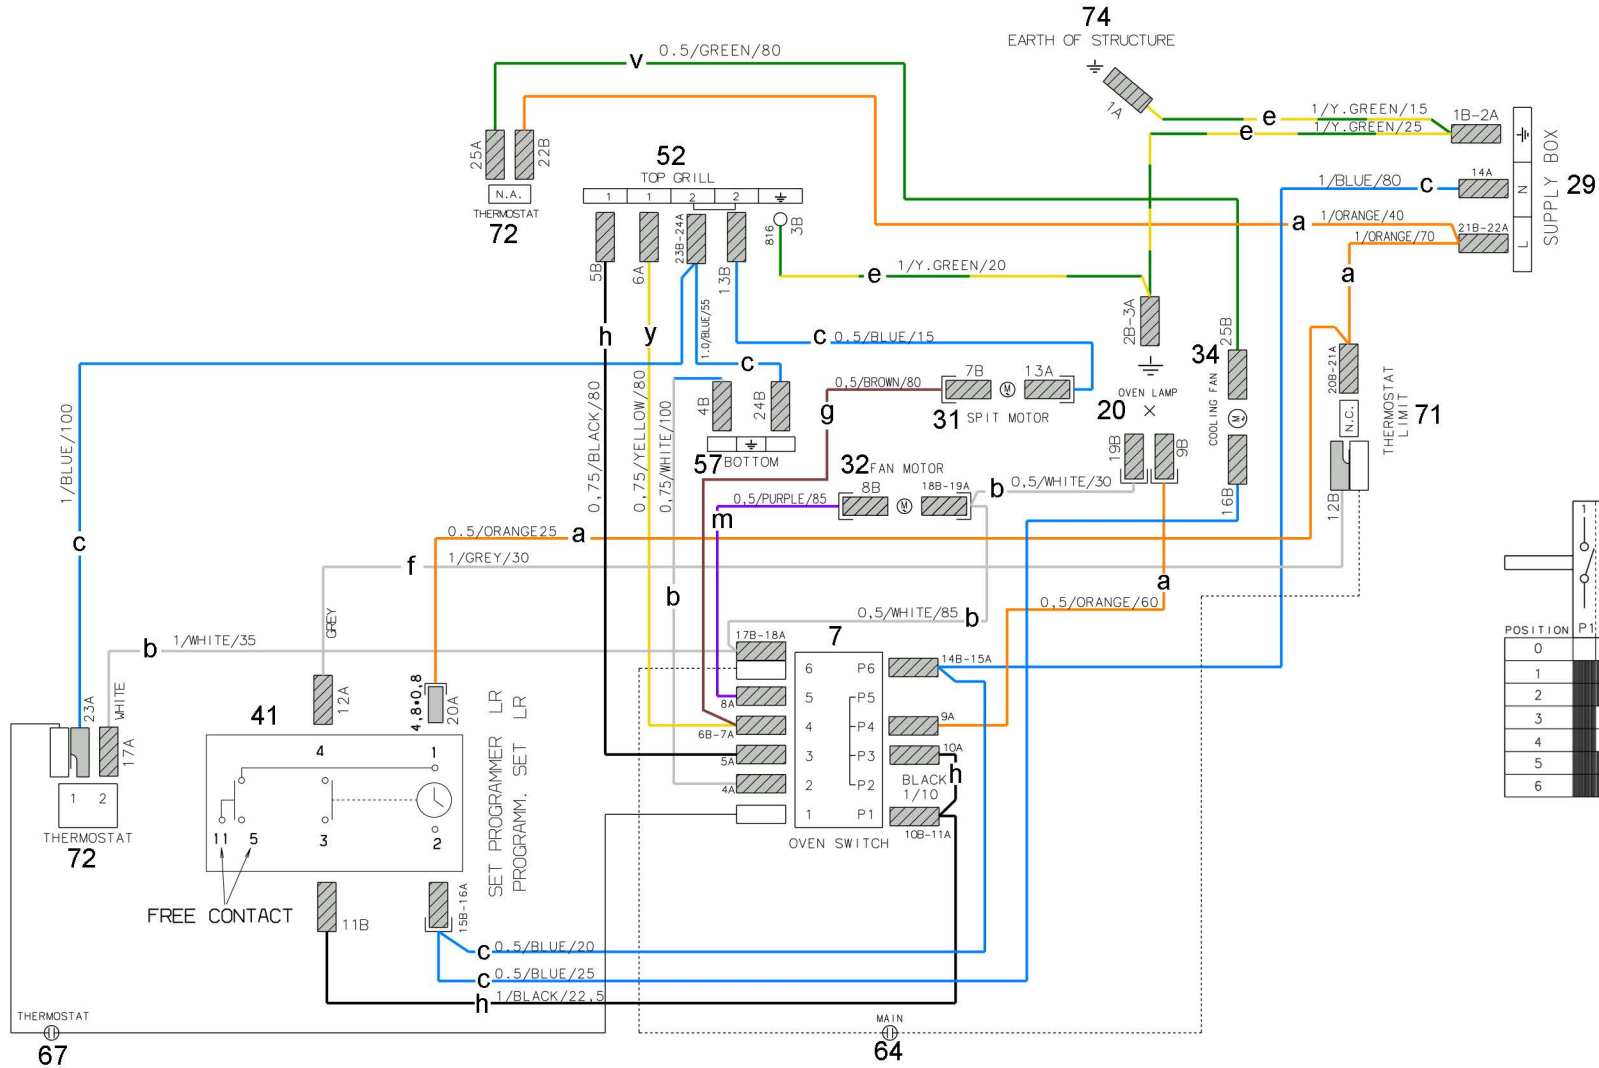 74
EARTH OF STRUCTURE
1A
v 0.5/GREEN/80
e 1/Y.GREEN/15
e 1/Y.GREEN/25
1B-2A
25A
22B
N.A.
THERMOSTAT
72
52
TOP GRILL
1 1 2 2
5B
6A
23B-24A
13B
816
3B
e 1/Y.GREEN/20
1/BLUE/80 c
14A
N
L
SUPPLY BOX
29
a 1/ORANGE/40
21B-22A
1/ORANGE/70
a
2B-3A
h
y
1.0/BLUE/55
c 0.5/BLUE/15
c
0,75/BLACK/80
0,75/YELLOW/80
0,75/WHITE/100
4B
24B
57
BOTTOM
0,5/BROWN/80
g
7B
M
13A
31 SPIT MOTOR
OVEN LAMP
20
19B
9B
34
25B
COOLING FAN
M
16B
20B-21A
N.C.
THERMOSTAT
LIMIT
71
12B
1/BLUE/100
c
32 FAN MOTOR
8B
M
18B-19A
b 0,5/WHITE/30
0,5/PURPLE/85
m
0.5/ORANGE25 a
f 1/GREY/30
a
0,5/ORANGE/60
b
0,5/WHITE/85 b
GREY
b 1/WHITE/35
WHITE
23A
17A
1 2
THERMOSTAT
72
12A
4,8*0,8
20A
41
4
1
11 5
3
2
FREE CONTACT
11B
15B-16A
SET PROGRAMMER LR
PROGRAMM. SET LR
7
17B-18A
6 P6
14B-15A
5 P5
8A
4 P4
6B-7A
9A
3 P3
5A
10A
2 P2
4A
h
BLACK
1/10
1 P1
10B-11A
OVEN SWITCH
c 0.5/BLUE/20
c 0.5/BLUE/25
h 1/BLACK/22,5
THERMOSTAT
67
MAIN
64
1
POSITION P1
0
1
2
3
4
5
6